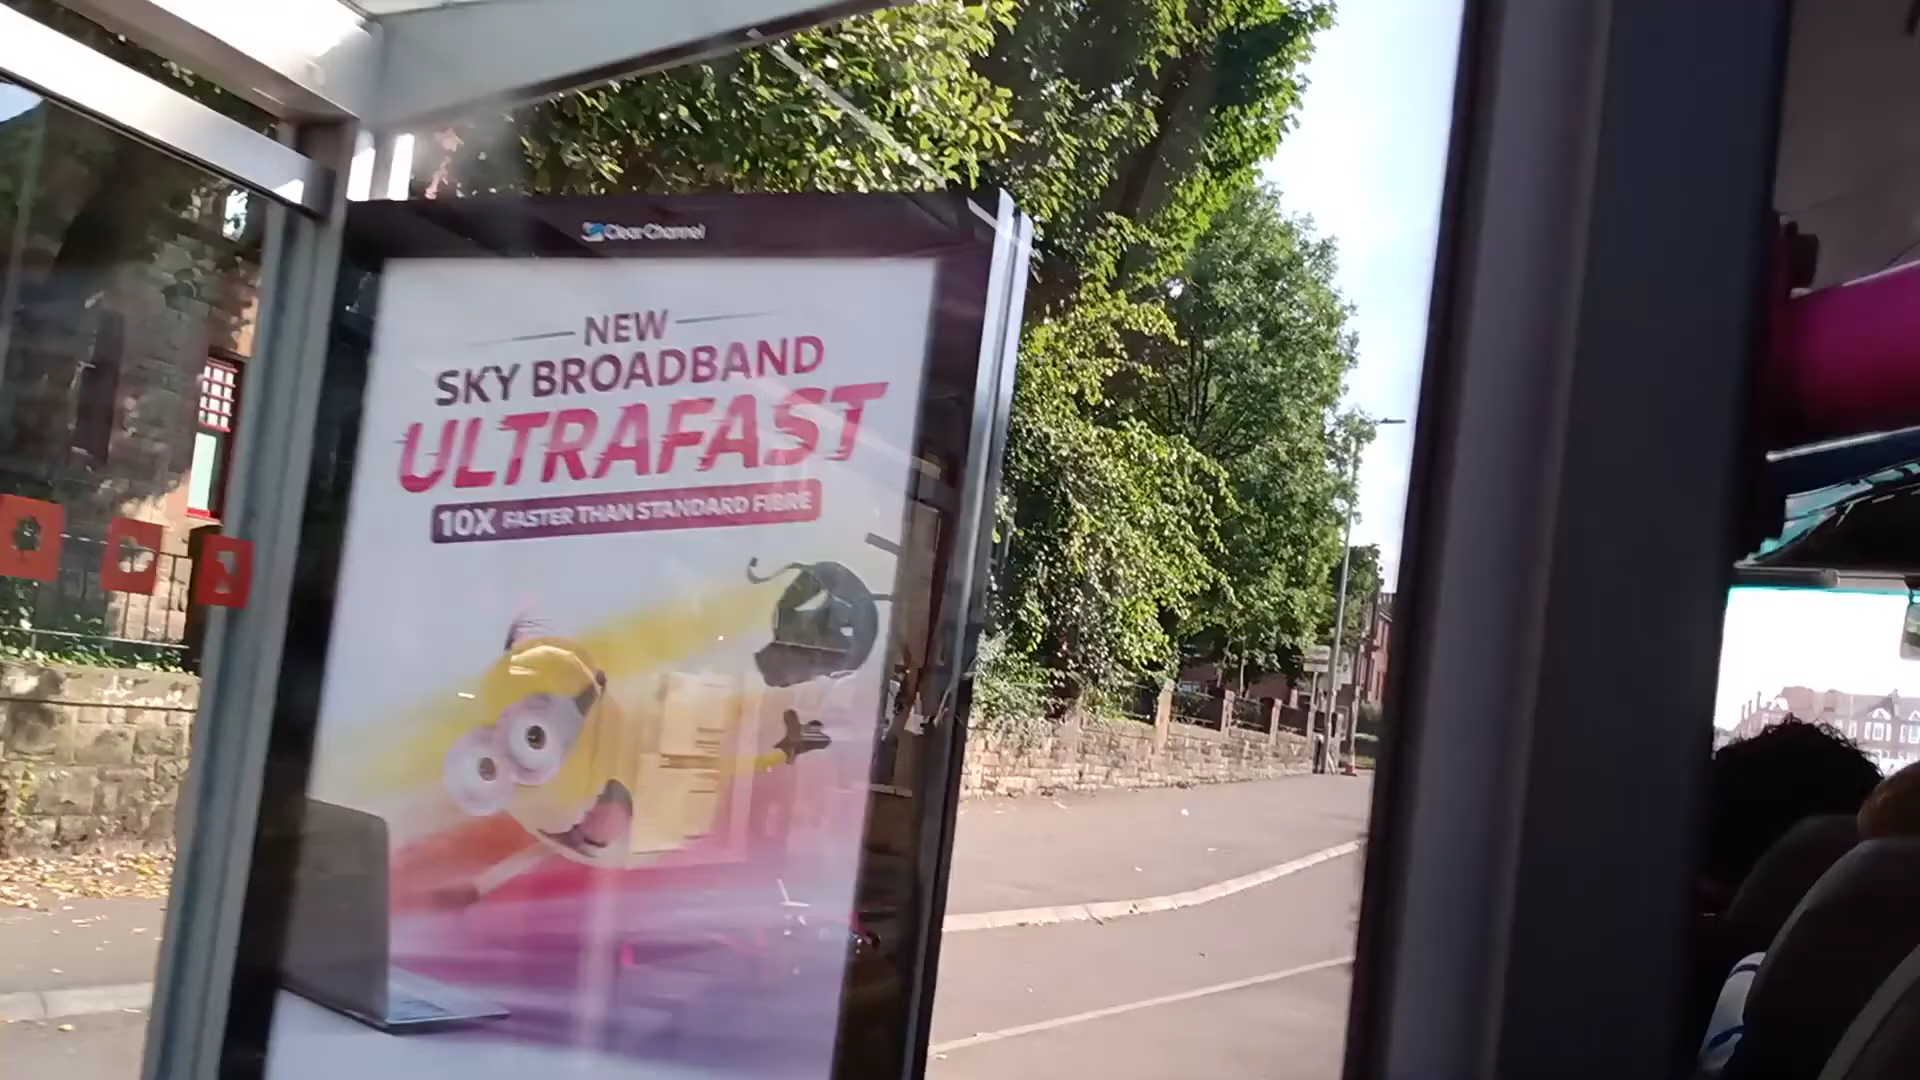 Clear Channel
NEW
SKY BROADBAND
ULTRAFAST
10X FASTER THAN STANDARD FIBRE